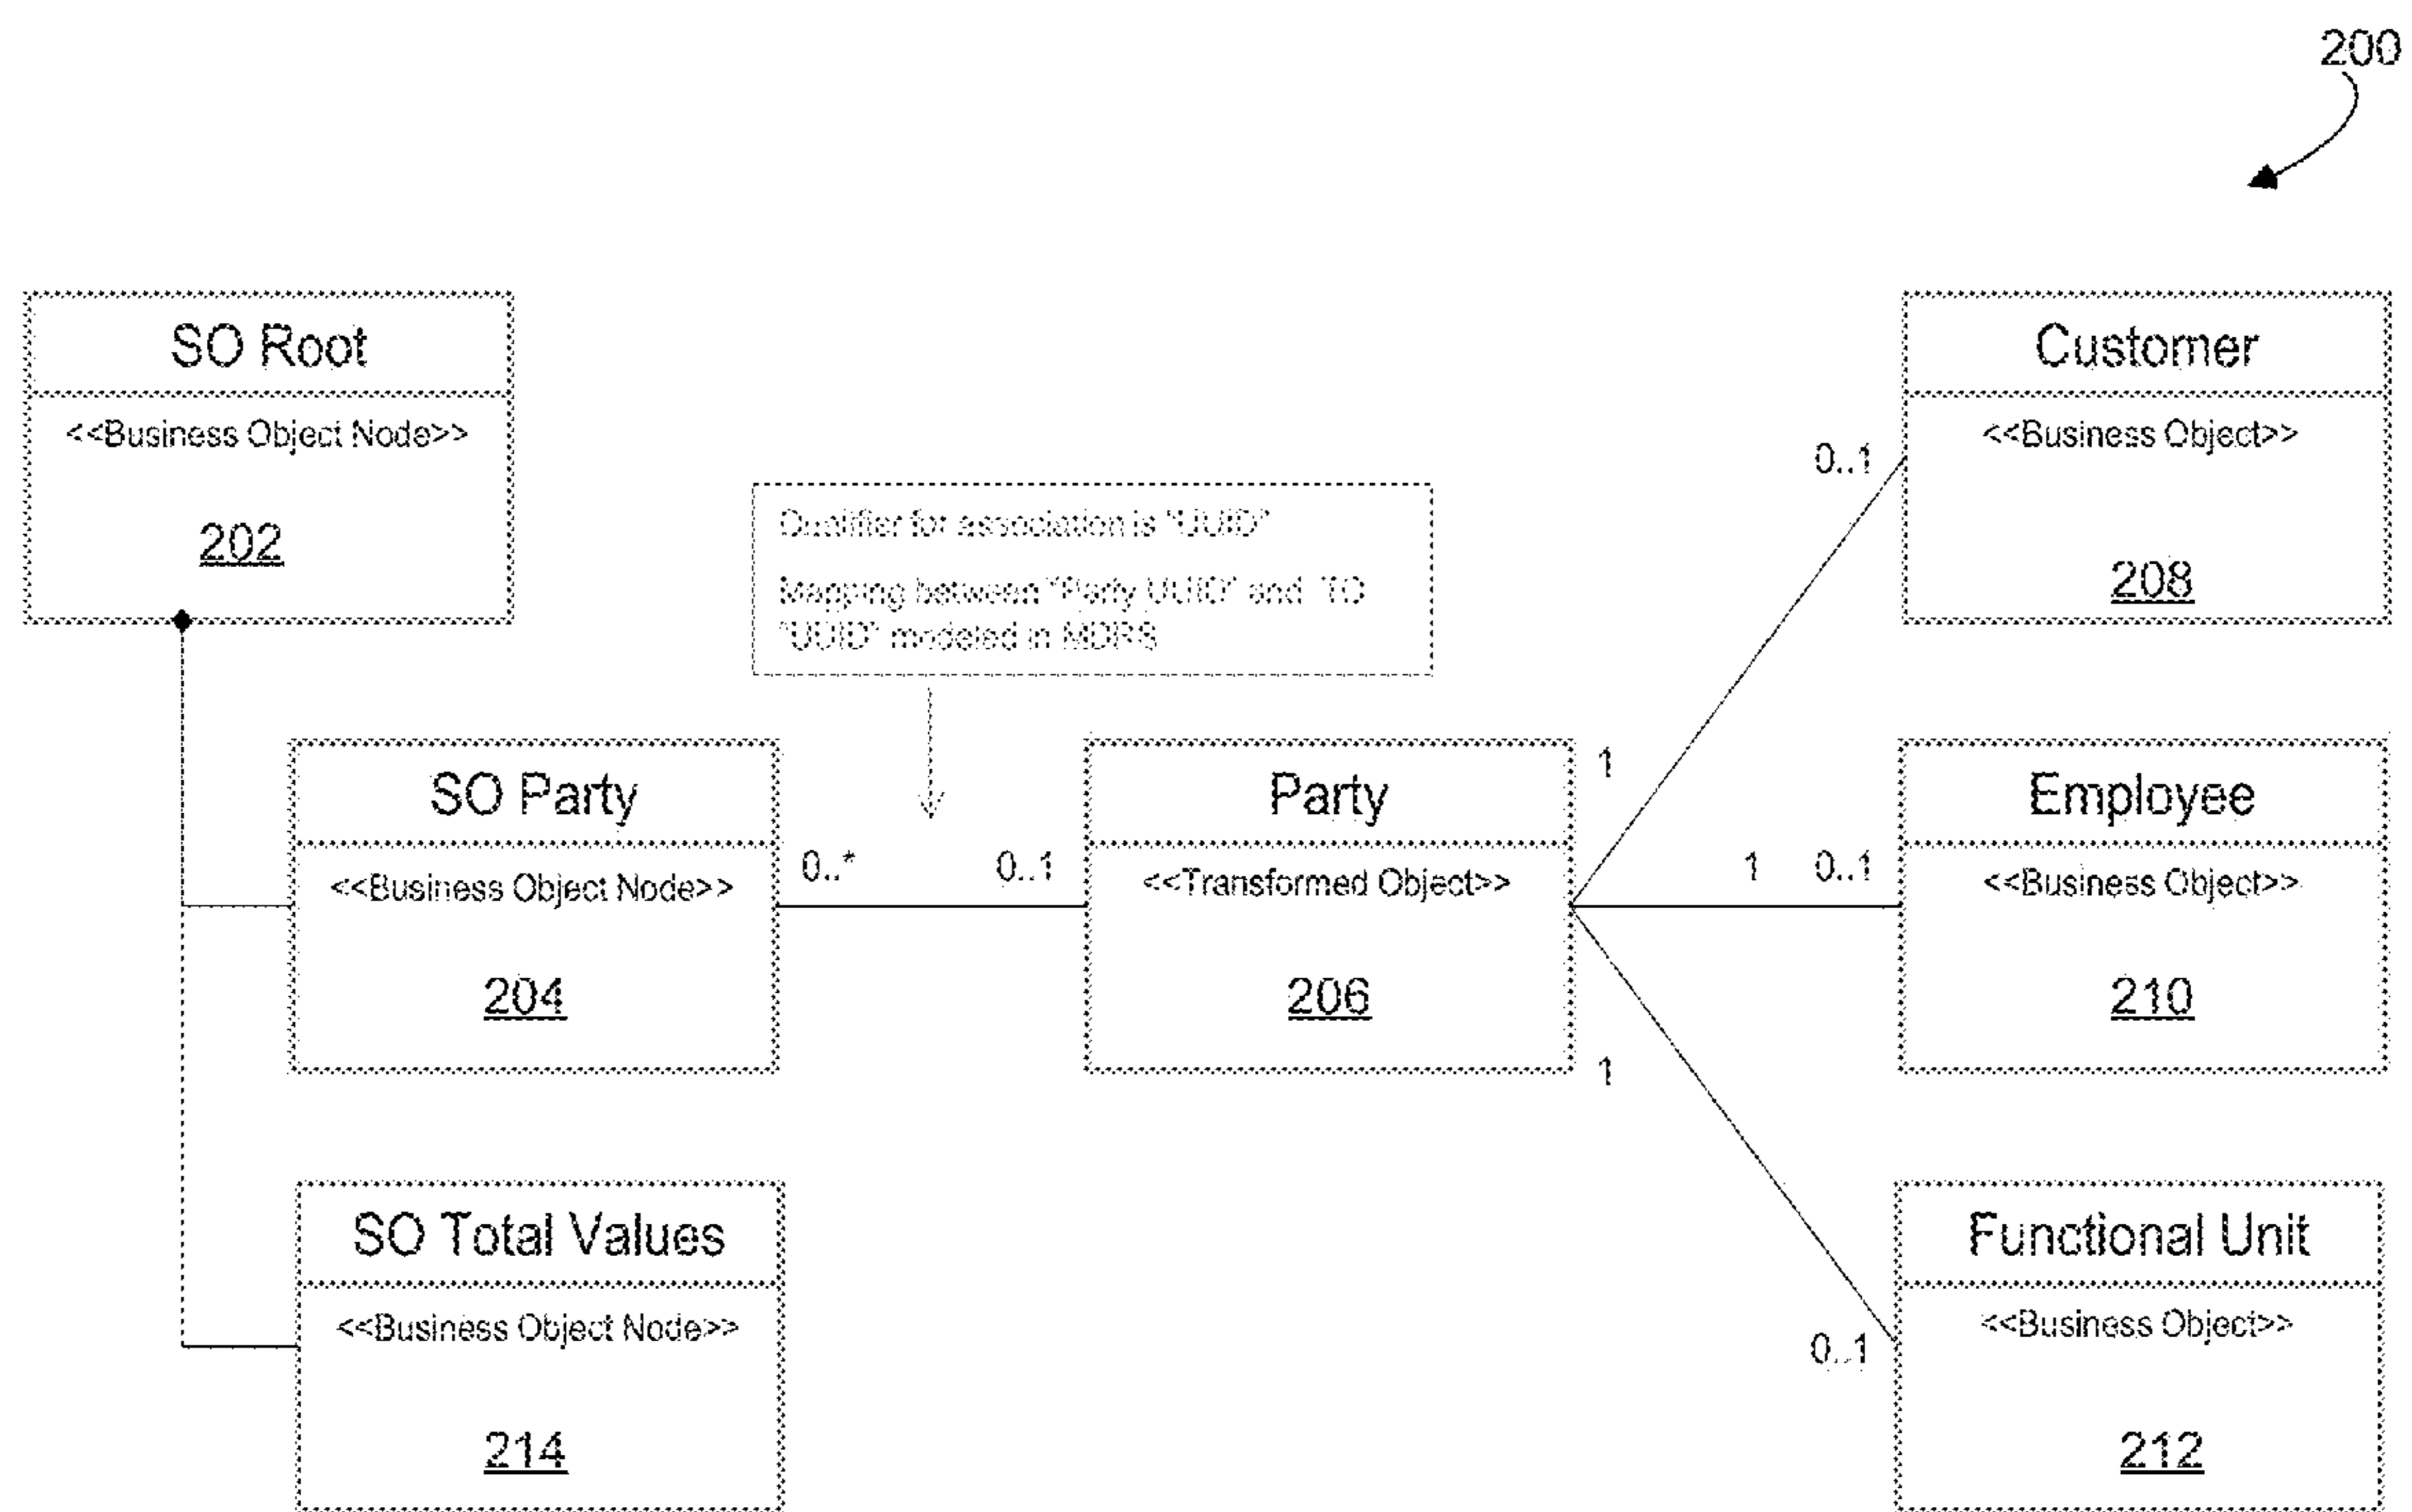 200
SO Root
<<Business Object Node>>
202
Customer
<<Business Object>>
0..1
208
Qualifier for association is "UUID"
Mapping between "Party UUID" and TO
"UUID" modeled in MDRS
SO Party
<<Business Object Node>>
204
0..*
0..1
Party
<<Transformed Object>>
206
1
1
0..1
1
Employee
<<Business Object>>
210
SO Total Values
<<Business Object Node>>
214
Functional Unit
<<Business Object>>
0..1
212